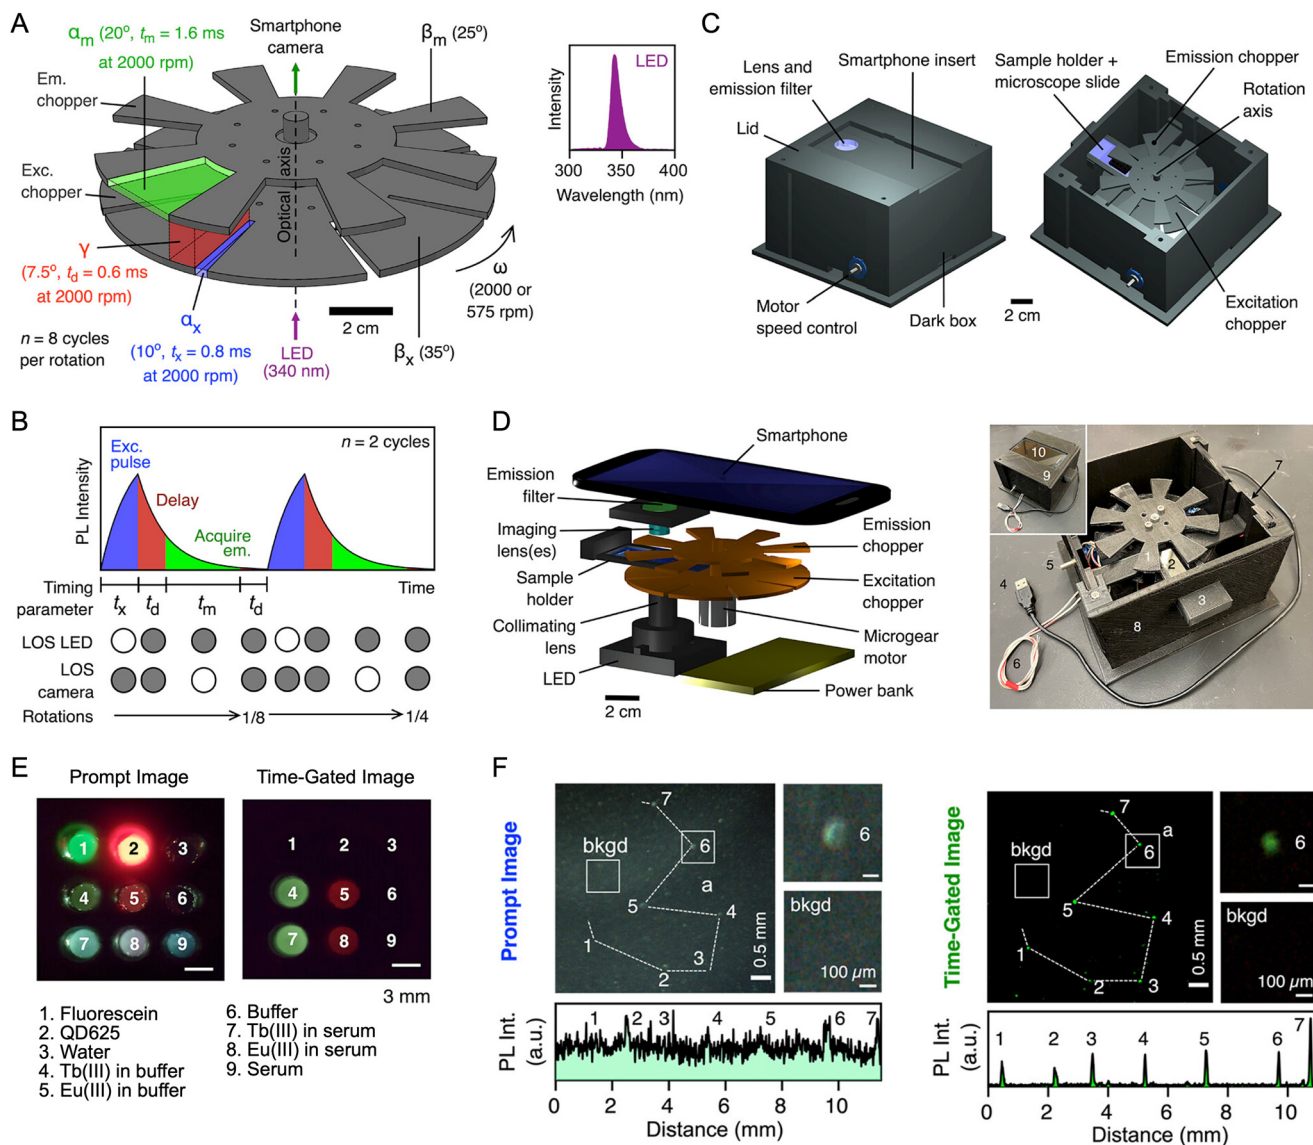 A
αm (20°, tm = 1.6 ms
at 2000 rpm)
Smartphone
camera
βm (25°)
Em.
chopper
Exc.
chopper
Optical axis
γ
(7.5°, td = 0.6 ms
at 2000 rpm)
αx
(10°, tx = 0.8 ms
at 2000 rpm)
n = 8 cycles
per rotation
LED
(340 nm)
2 cm
βx (35°)
ω
(2000 or
575 rpm)
Intensity
LED
300 350 400
Wavelength (nm)
C
Lens and
emission filter
Smartphone insert
Lid
Motor
speed control
Dark box
Sample holder +
microscope slide
Emission chopper
Rotation
axis
Excitation
chopper
2 cm
B
PL Intensity
n = 2 cycles
Exc.
pulse
Delay
Acquire
em.
Time
Timing
parameter
tx td tm td
LOS LED
LOS
camera
Rotations
1/8
1/4
D
Smartphone
Emission
filter
Imaging
lens(es)
Sample
holder
Collimating
lens
LED
Emission
chopper
Excitation
chopper
Microgear
motor
Power bank
2 cm
10
9
7
5
4
1
2
3
8
6
E
Prompt Image
Time-Gated Image
1 2 3
4 5 6
7 8 9
1 2 3
4 5 6
7 8 9
3 mm
1. Fluorescein
2. QD625
3. Water
4. Tb(III) in buffer
5. Eu(III) in buffer
6. Buffer
7. Tb(III) in serum
8. Eu(III) in serum
9. Serum
F
Prompt Image
7
bkgd
6
a
5
4
1
3
2
0.5 mm
6
bkgd
100 µm
PL Int.
(a.u.)
1 2 3 4 5 6 7
0 2 4 6 8 10
Distance (mm)
Time-Gated Image
7
a
bkgd
6
5
4
1
2
3
0.5 mm
6
bkgd
100 µm
PL Int.
(a.u.)
1 2 3 4 5 6 7
0 2 4 6 8 10
Distance (mm)